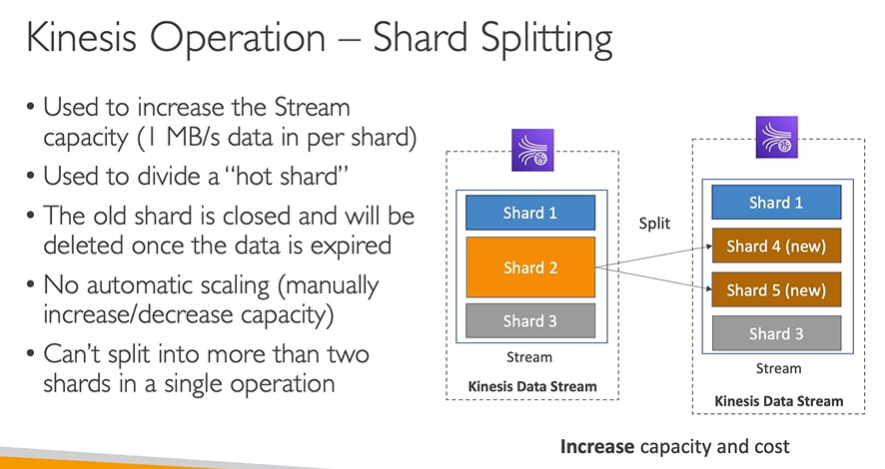 Kinesis Operation – Shard Splitting
• Used to increase the Stream
capacity (1 MB/s data in per shard)
• Used to divide a “hot shard”
• The old shard is closed and will be
deleted once the data is expired
• No automatic scaling (manually
increase/decrease capacity)
• Can’t split into more than two
shards in a single operation
Shard 1
Shard 2
Shard 3
Stream
Kinesis Data Stream
Split
Shard 1
Shard 4 (new)
Shard 5 (new)
Shard 3
Stream
Kinesis Data Stream
Increase capacity and cost